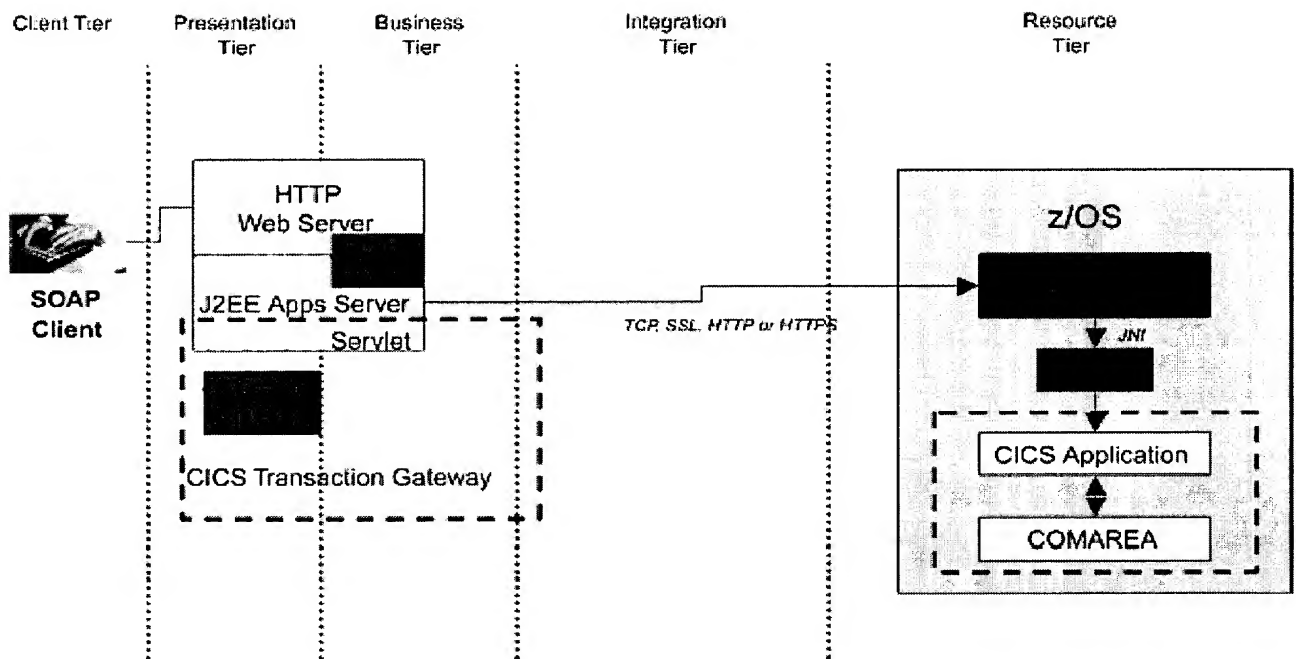 Client Tier
Presentation
Tier
Business
Tier
Integration
Tier
Resource
Tier
HTTP
Web Server
z/OS
SOAP
Client
J2EE Apps Server
Servlet
TCP, SSL, HTTP or HTTPS
JNI
CICS Application
CICS Transaction Gateway
COMAREA